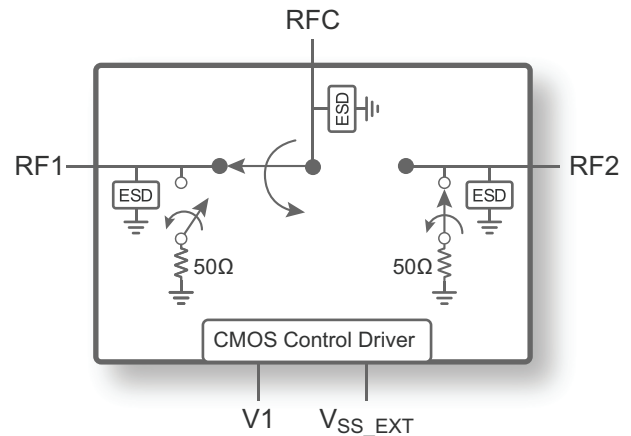 RFC
ESD
RF1
RF2
ESD
ESD
50Ω
50Ω
CMOS Control Driver
V1
VSS_EXT